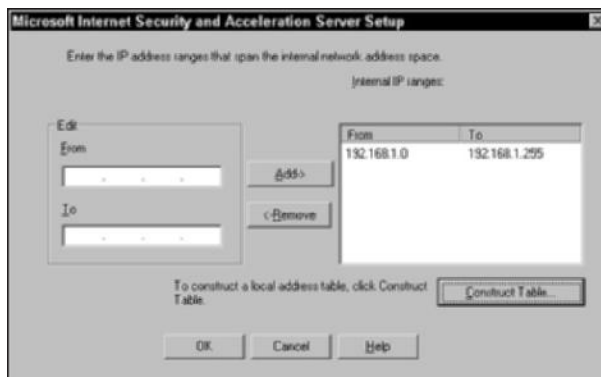 Microsoft Internet Security and Acceleration Server Setup
Enter the IP address ranges that span the internal network address space.
Internal IP ranges:
Edit
From
To
Add->
<-Remove
From To
192.168.1.0 192.168.1.255
To construct a local address table, click Construct
Table.
Construct Table...
OK Cancel Help